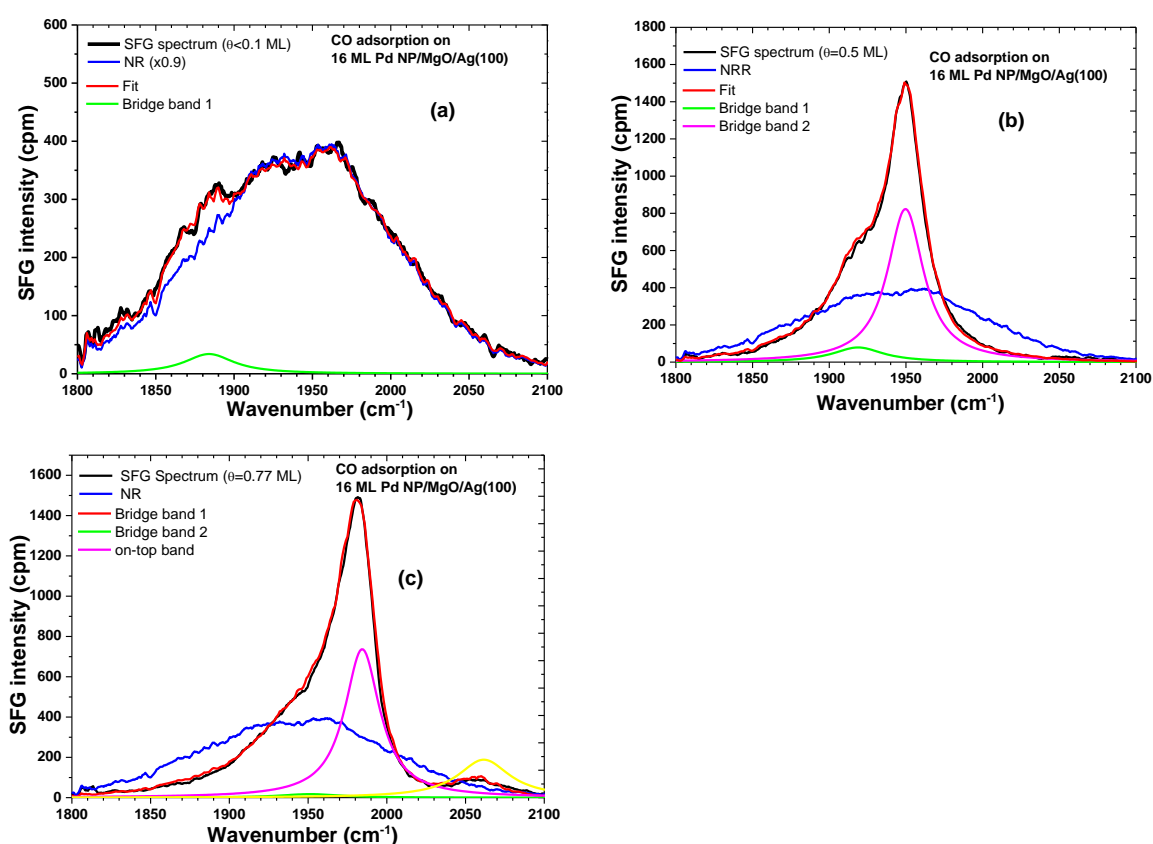 600
500
400
300
200
100
0
SFG intensity (cpm)
SFG spectrum (θ<0.1 ML)
NR (x0.9)
Fit
Bridge band 1
CO adsorption on
16 ML Pd NP/MgO/Ag(100)
(a)
1800 1850 1900 1950 2000 2050 2100
Wavenumber (cm-1)
1800
1600
1400
1200
1000
800
600
400
200
0
SFG intensity (cpm)
SFG spectrum (θ=0.5 ML)
NRR
Fit
Bridge band 1
Bridge band 2
CO adsorption on
16 ML Pd NP/MgO/Ag(100)
(b)
1800 1850 1900 1950 2000 2050 2100
Wavenumber (cm-1)
1600
1400
1200
1000
800
600
400
200
0
SFG intensity (cpm)
SFG Spectrum (θ=0.77 ML)
NR
Bridge band 1
Bridge band 2
on-top band
CO adsorption on
16 ML Pd NP/MgO/Ag(100)
(c)
1800 1850 1900 1950 2000 2050 2100
Wavenumber (cm-1)